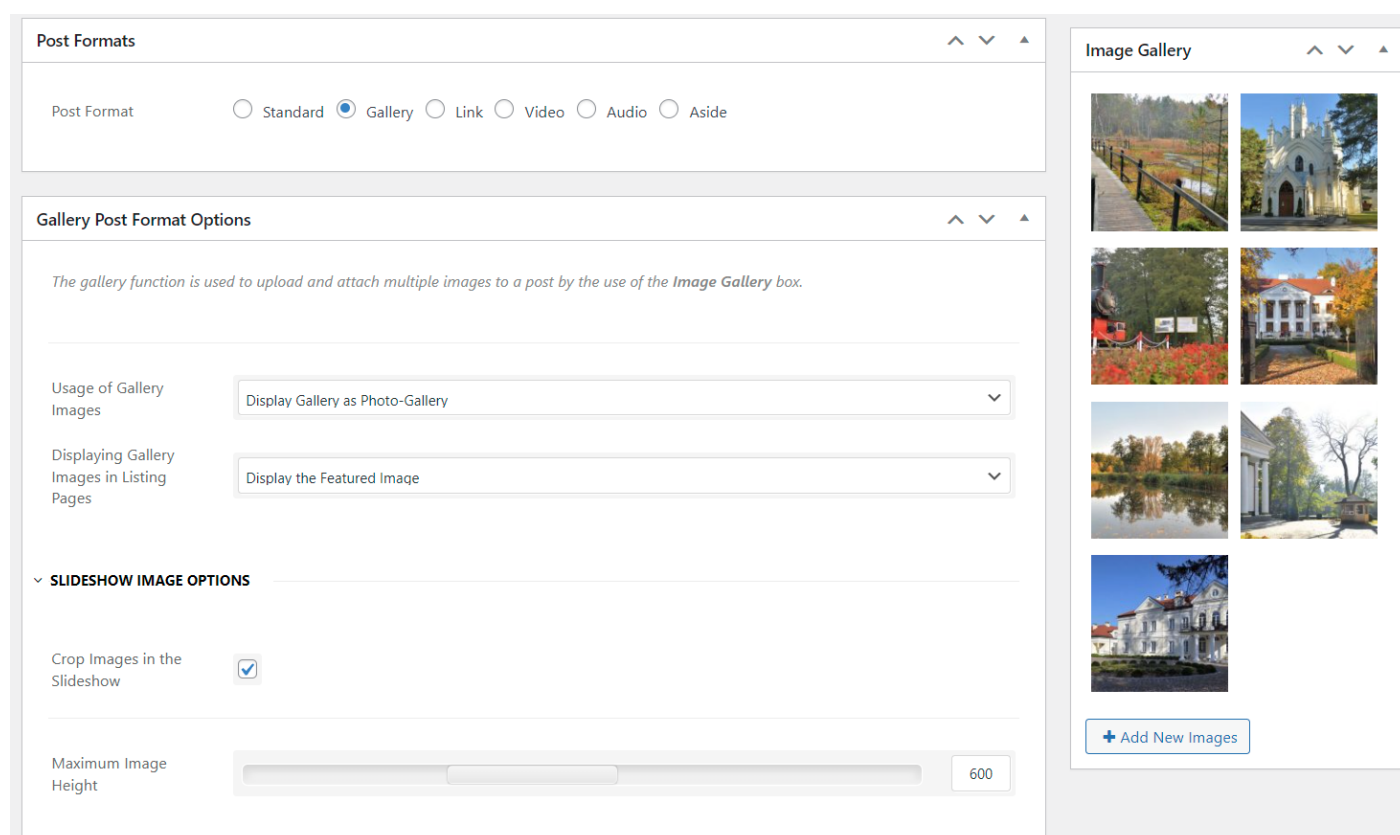 Post Formats
Post Format
Standard Gallery Link Video Audio Aside
Gallery Post Format Options
The gallery function is used to upload and attach multiple images to a post by the use of the Image Gallery box.
Usage of Gallery
Images
Display Gallery as Photo-Gallery
Displaying Gallery
Images in Listing
Pages
Display the Featured Image
SLIDESHOW IMAGE OPTIONS
Crop Images in the
Slideshow
Maximum Image
Height
600
Image Gallery
Add New Images